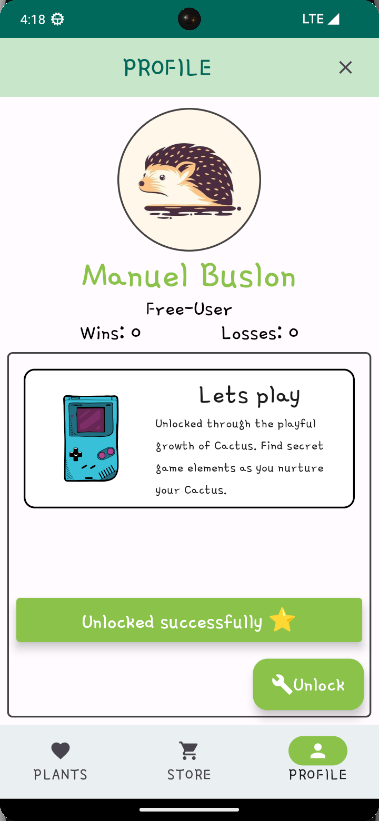 4:18 LTE
PROFILE
Manuel Buslon
Free-User
Wins: 0 Losses: 0
Lets play
Unlocked through the playful
growth of Cactus. Find secret
game elements as you nurture
your Cactus.
Unlocked successfully ⭐
Unlock
PLANTS STORE PROFILE